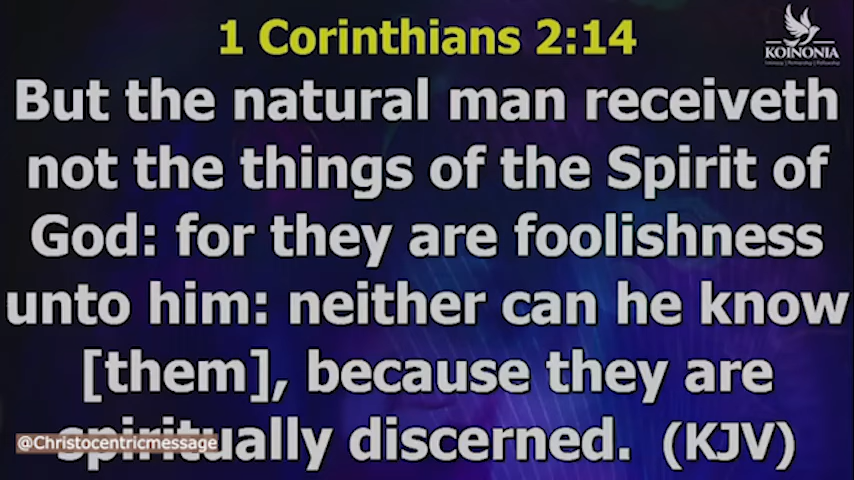 1 Corinthians 2:14
KOINONIA
But the natural man receiveth
not the things of the Spirit of
God: for they are foolishness
unto him: neither can he know
[them], because they are
spiritually discerned. (KJV)
@Christocentricmessage